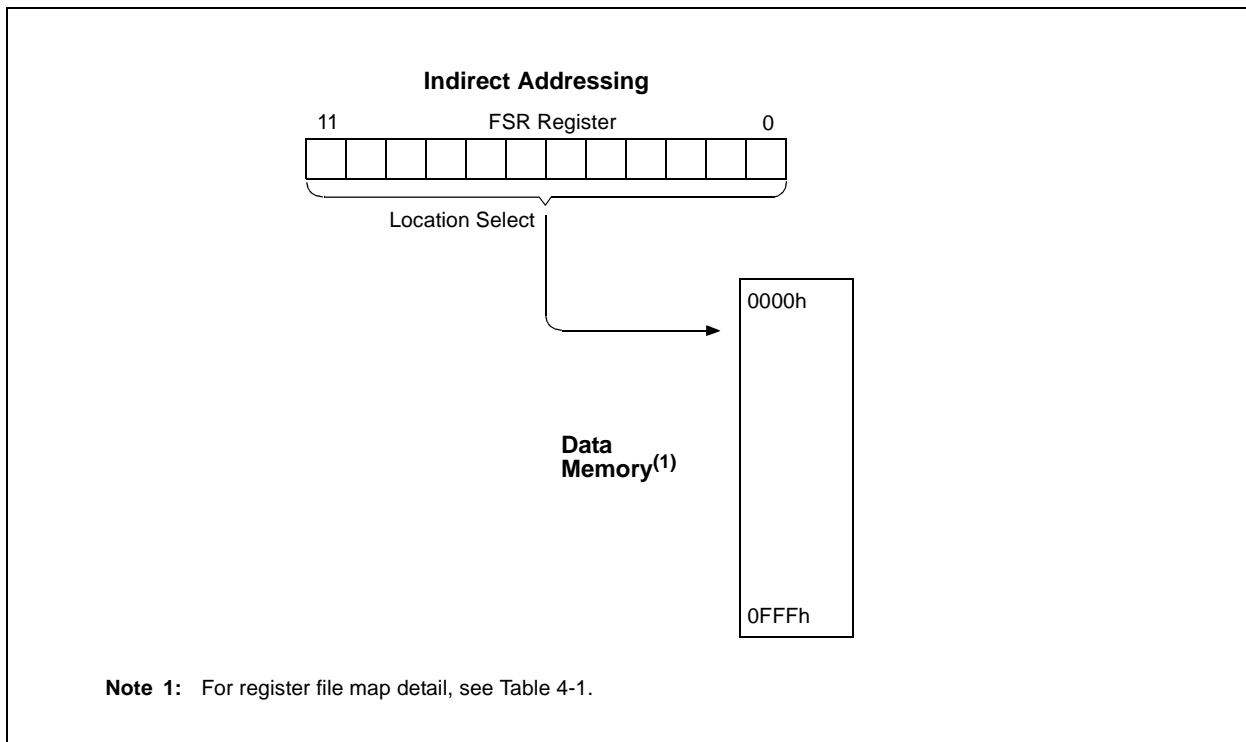 Indirect Addressing
11 FSR Register 0
Location Select
0000h
Data
Memory(1)
0FFFh
Note 1: For register file map detail, see Table 4-1.